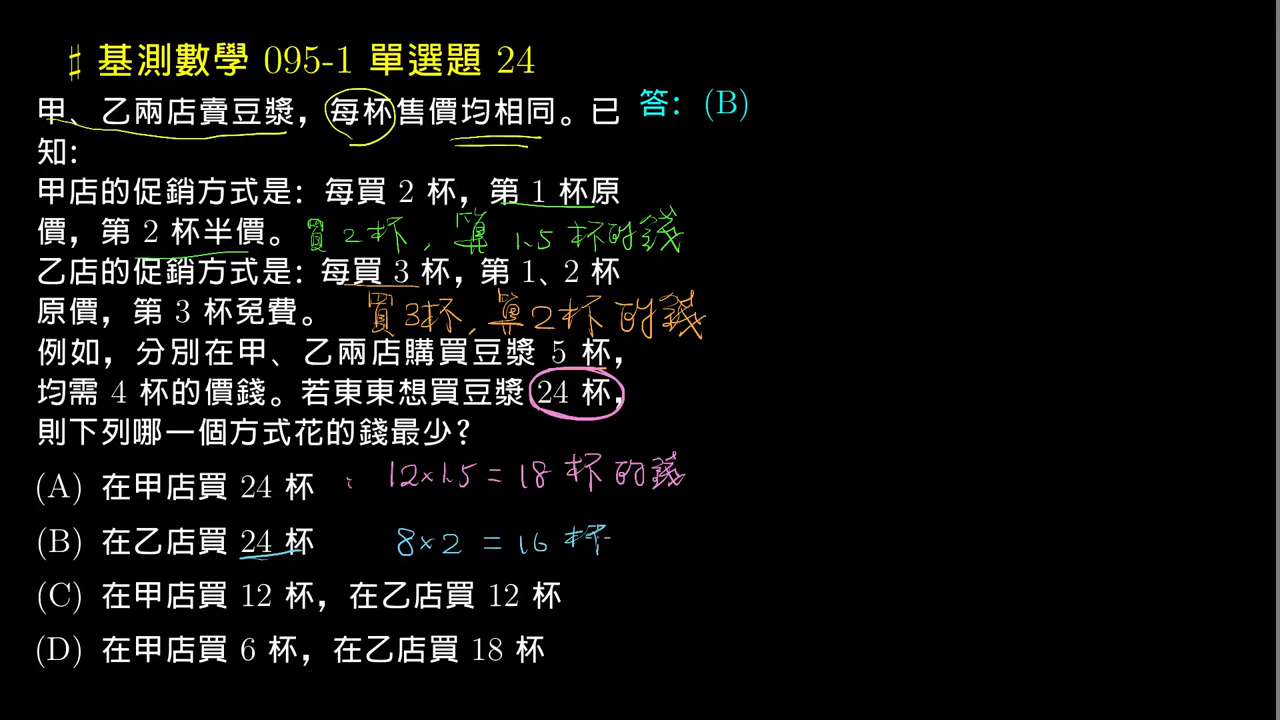 ♯ 基測數學 095-1 單選題 24
甲、乙兩店賣豆漿，每杯售價均相同。已 答：(B)
知：
甲店的促銷方式是：每買 2 杯，第 1 杯原
價，第 2 杯半價。 買2杯，算 1.5 杯的錢
乙店的促銷方式是：每買 3 杯，第 1、2 杯
原價，第 3 杯免費。 買3杯，算2杯的錢
例如，分別在甲、乙兩店購買豆漿 5 杯，
均需 4 杯的價錢。若東東想買豆漿 24 杯，
則下列哪一個方式花的錢最少？
(A) 在甲店買 24 杯 : 12×1.5 = 18 杯的錢
(B) 在乙店買 24 杯 8×2 = 16 杯
(C) 在甲店買 12 杯，在乙店買 12 杯
(D) 在甲店買 6 杯，在乙店買 18 杯